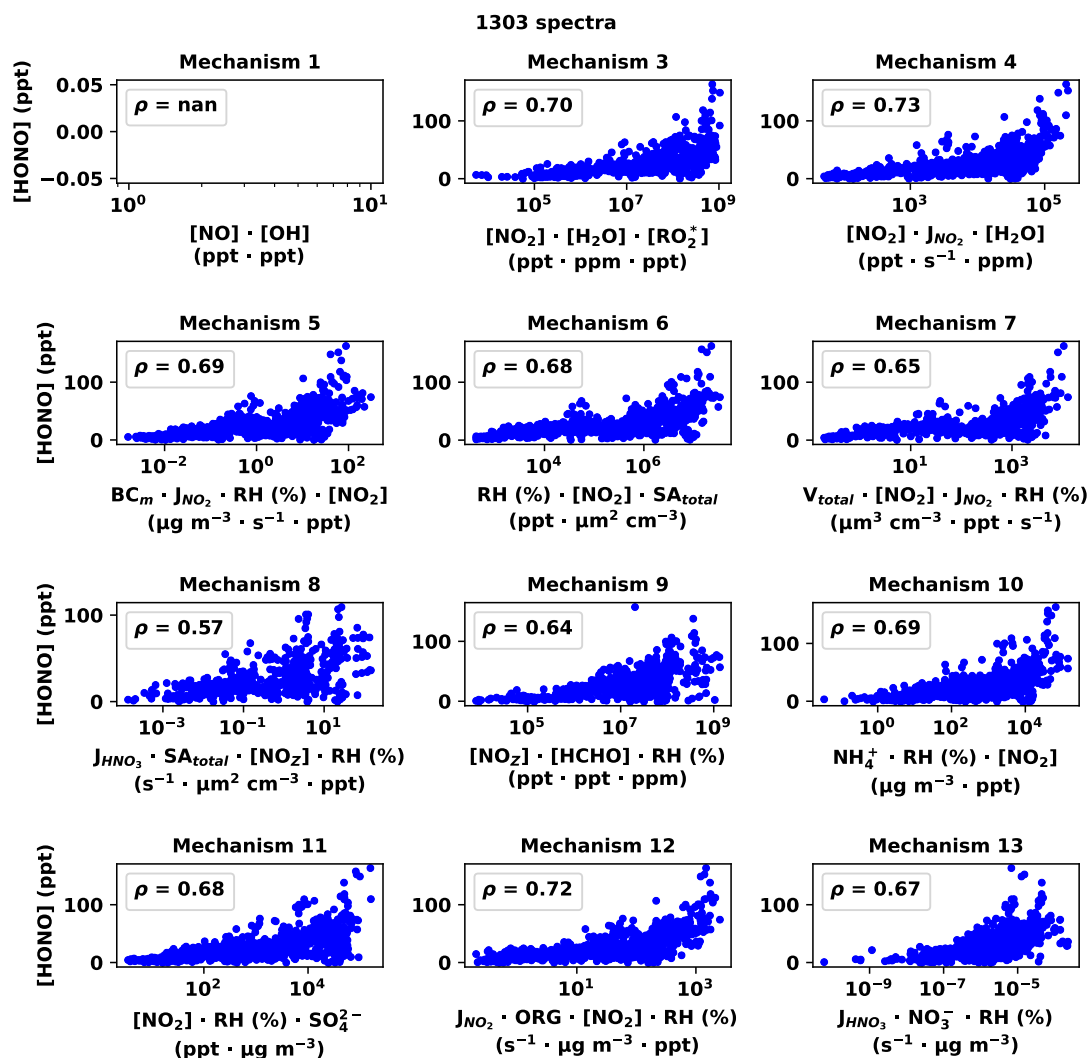 1303 spectra
Mechanism 1
Mechanism 3
Mechanism 4
[HONO] (ppt)
0.05
0.00
−0.05
ρ = nan
10⁰
10¹
[NO] · [OH]
(ppt · ppt)
100
0
ρ = 0.70
10⁵
10⁷
10⁹
[NO₂] · [H₂O] · [RO₂*]
(ppt · ppm · ppt)
100
0
ρ = 0.73
10³
10⁵
[NO₂] · J_NO₂ · [H₂O]
(ppt · s⁻¹ · ppm)
Mechanism 5
Mechanism 6
Mechanism 7
[HONO] (ppt)
100
0
ρ = 0.69
10⁻²
10⁰
10²
BCₘ · J_NO₂ · RH (%) · [NO₂]
(μg m⁻³ · s⁻¹ · ppt)
100
0
ρ = 0.68
10⁴
10⁶
RH (%) · [NO₂] · SA_total
(ppt · μm² cm⁻³)
100
0
ρ = 0.65
10¹
10³
V_total · [NO₂] · J_NO₂ · RH (%)
(μm³ cm⁻³ · ppt · s⁻¹)
Mechanism 8
Mechanism 9
Mechanism 10
[HONO] (ppt)
100
0
ρ = 0.57
10⁻³
10⁻¹
10¹
J_HNO₃ · SA_total · [NO_Z] · RH (%)
(s⁻¹ · μm² cm⁻³ · ppt)
100
0
ρ = 0.64
10⁵
10⁷
10⁹
[NO_Z] · [HCHO] · RH (%)
(ppt · ppt · ppm)
100
0
ρ = 0.69
10⁰
10²
10⁴
NH₄⁺ · RH (%) · [NO₂]
(μg m⁻³ · ppt)
Mechanism 11
Mechanism 12
Mechanism 13
[HONO] (ppt)
100
0
ρ = 0.68
10²
10⁴
[NO₂] · RH (%) · SO₄²⁻
(ppt · μg m⁻³)
100
0
ρ = 0.72
10¹
10³
J_NO₂ · ORG · [NO₂] · RH (%)
(s⁻¹ · μg m⁻³ · ppt)
100
0
ρ = 0.67
10⁻⁹
10⁻⁷
10⁻⁵
J_HNO₃ · NO₃⁻ · RH (%)
(s⁻¹ · μg m⁻³)